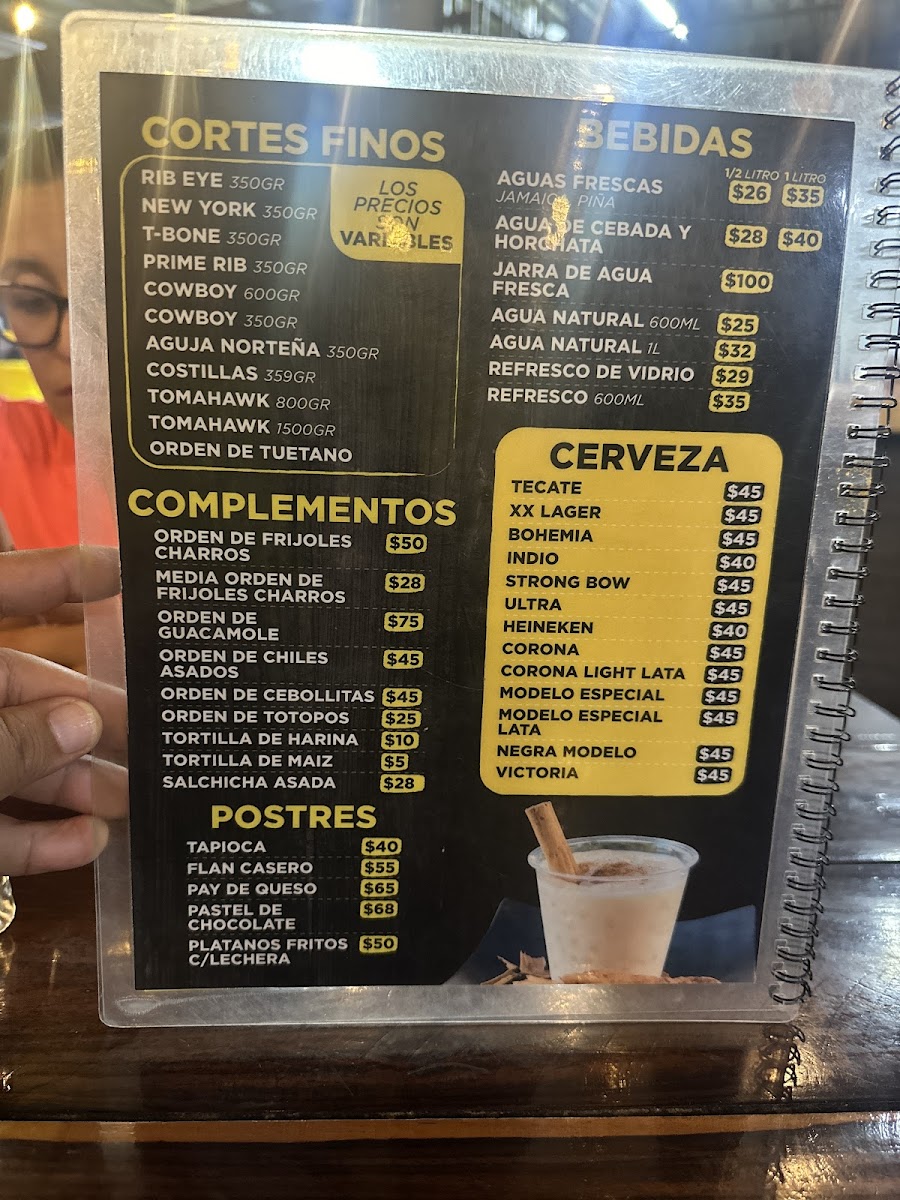 CORTES FINOS
RIB EYE 350GR
NEW YORK 350GR
T-BONE 350GR
PRIME RIB 350GR
COWBOY 600GR
COWBOY 350GR
AGUJA NORTEÑA 350GR
COSTILLAS 359GR
TOMAHAWK 800GR
TOMAHAWK 1500GR
ORDEN DE TUETANO
LOS
PRECIOS
SON
VARIABLES
COMPLEMENTOS
ORDEN DE FRIJOLES
CHARROS $50
MEDIA ORDEN DE
FRIJOLES CHARROS $28
ORDEN DE
GUACAMOLE $75
ORDEN DE CHILES
ASADOS $45
ORDEN DE CEBOLLITAS $45
ORDEN DE TOTOPOS $25
TORTILLA DE HARINA $10
TORTILLA DE MAIZ $5
SALCHICHA ASADA $28
POSTRES
TAPIOCA $40
FLAN CASERO $55
PAY DE QUESO $65
PASTEL DE
CHOCOLATE $68
PLATANOS FRITOS
C/LECHERA $50
BEBIDAS
1/2 LITRO 1 LITRO
AGUAS FRESCAS $26 $35
JAMAICA, PIÑA
AGUA DE CEBADA Y
HORCHATA $28 $40
JARRA DE AGUA
FRESCA $100
AGUA NATURAL 600ML $25
AGUA NATURAL 1L $32
REFRESCO DE VIDRIO $29
REFRESCO 600ML $35
CERVEZA
TECATE $45
XX LAGER $45
BOHEMIA $45
INDIO $40
STRONG BOW $45
ULTRA $45
HEINEKEN $40
CORONA $45
CORONA LIGHT LATA $45
MODELO ESPECIAL $45
MODELO ESPECIAL
LATA $45
NEGRA MODELO $45
VICTORIA $45